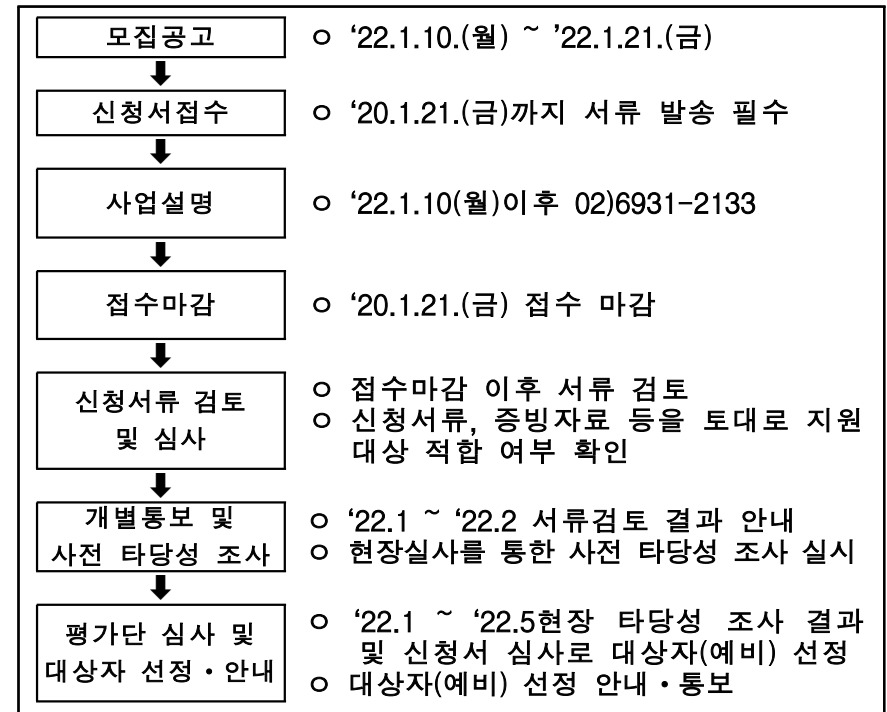 모집공고
ㅇ ‘22.1.10.(월) ~ ’22.1.21.(금)
신청서접수
ㅇ ‘20.1.21.(금)까지 서류 발송 필수
사업설명
ㅇ ‘22.1.10(월)이후 02)6931-2133
접수마감
ㅇ ‘20.1.21.(금) 접수 마감
신청서류 검토
및 심사
ㅇ 접수마감 이후 서류 검토
ㅇ 신청서류, 증빙자료 등을 토대로 지원
대상 적합 여부 확인
개별통보 및
사전 타당성 조사
ㅇ ‘22.1 ~ ‘22.2 서류검토 결과 안내
ㅇ 현장실사를 통한 사전 타당성 조사 실시
평가단 심사 및
대상자 선정・안내
ㅇ ‘22.1 ~ ‘22.5현장 타당성 조사 결과
및 신청서 심사로 대상자(예비) 선정
ㅇ 대상자(예비) 선정 안내・통보